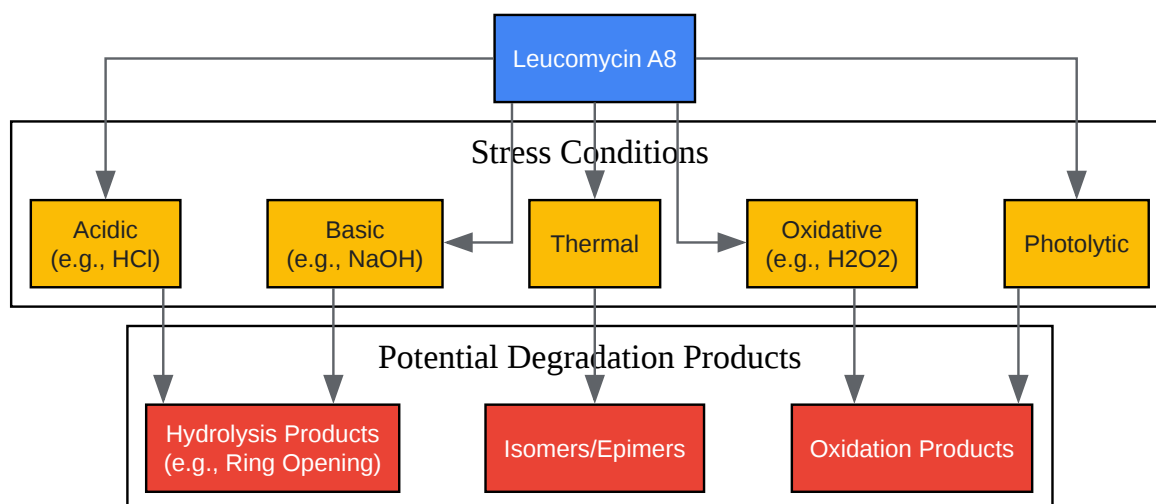 Leucomycin A8
Stress Conditions
Acidic
(e.g., HCl)
Basic
(e.g., NaOH)
Thermal
Oxidative
(e.g., H2O2)
Photolytic
Potential Degradation Products
Hydrolysis Products
(e.g., Ring Opening)
Isomers/Epimers
Oxidation Products